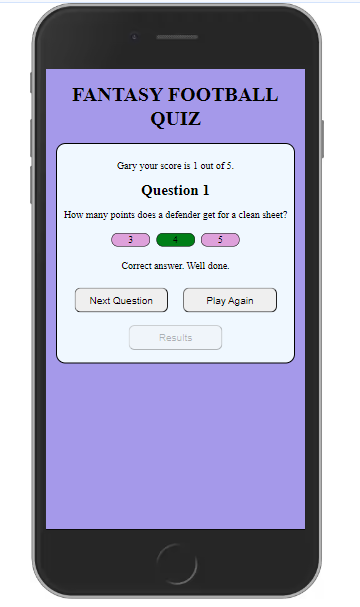 FANTASY FOOTBALL
QUIZ
Gary your score is 1 out of 5.
Question 1
How many points does a defender get for a clean sheet?
3 4 5
Correct answer. Well done.
Next Question Play Again
Results